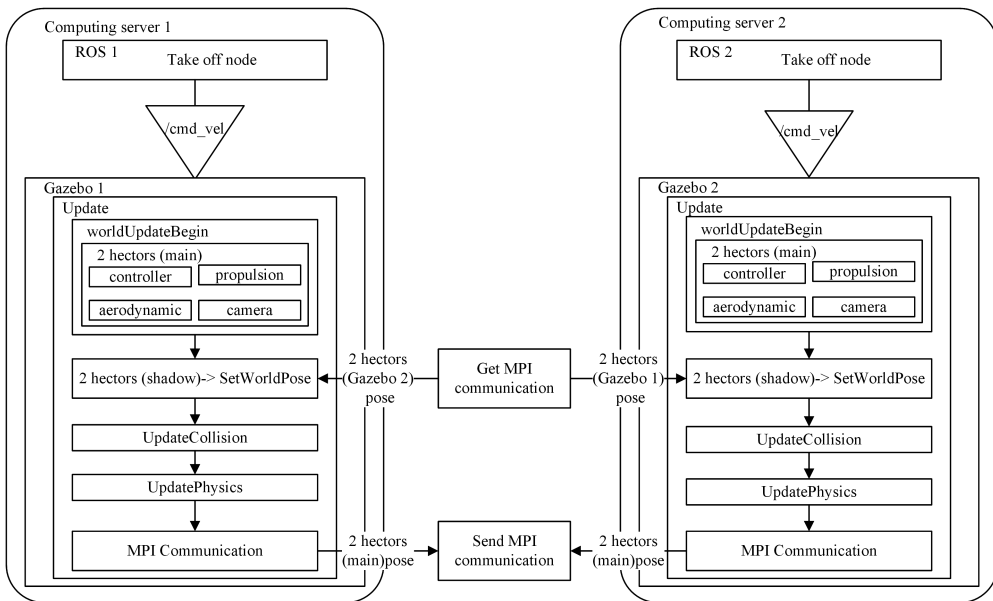 Computing server 1
ROS 1
Take off node
/cmd_vel
Gazebo 1
Update
worldUpdateBegin
2 hectors (main)
controller
propulsion
aerodynamic
camera
2 hectors (shadow)-> SetWorldPose
UpdateCollision
UpdatePhysics
MPI Communication
2 hectors
(Gazebo 2)
pose
2 hectors
(main)pose
Get MPI
communication
Send MPI
communication
2 hectors
(Gazebo 1)
pose
2 hectors
(main)pose
Computing server 2
ROS 2
Take off node
/cmd_vel
Gazebo 2
Update
worldUpdateBegin
2 hectors (main)
controller
propulsion
aerodynamic
camera
2 hectors (shadow)-> SetWorldPose
UpdateCollision
UpdatePhysics
MPI Communication